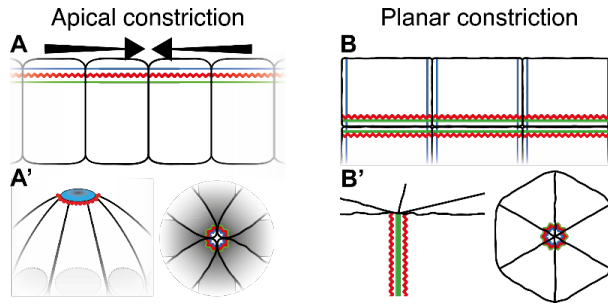 Apical constriction
Planar constriction
A
B
A'
B'